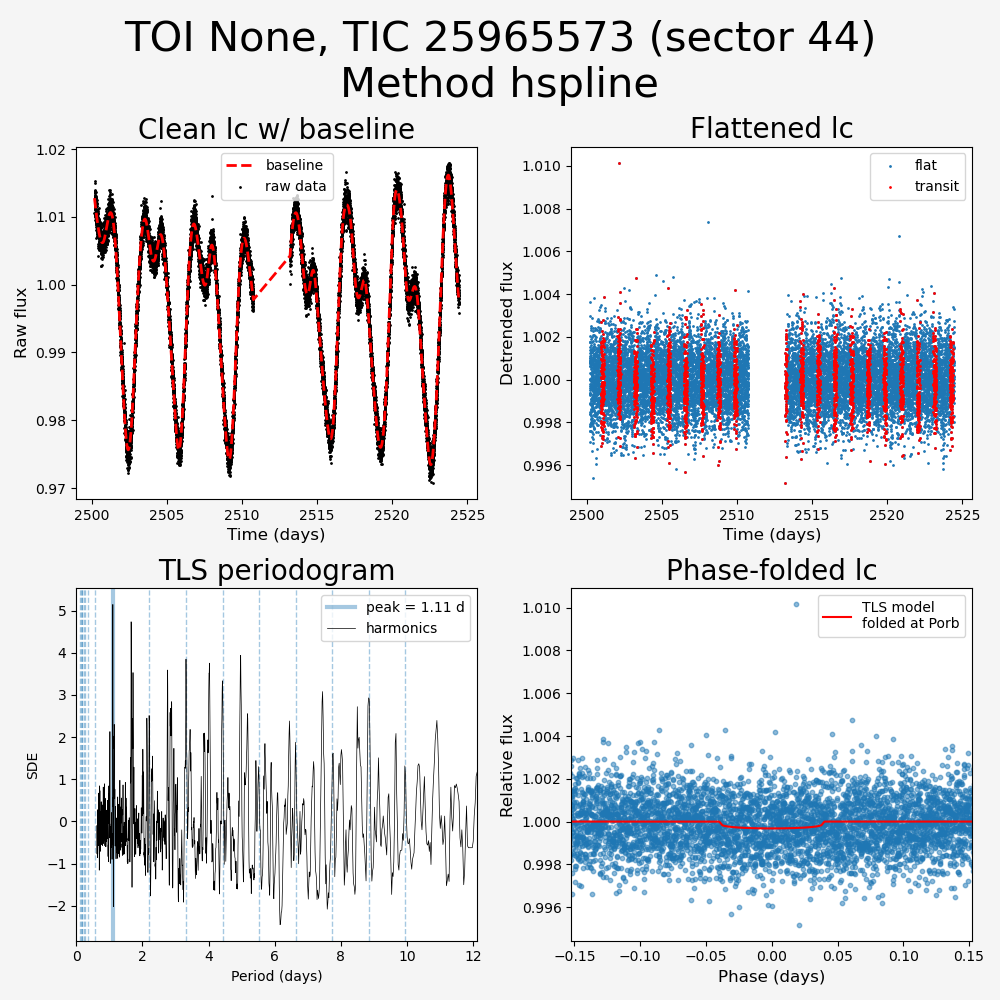 TOI None, TIC 25965573 (sector 44)
Method hspline
Clean lc w/ baseline
Flattened lc
1.02
1.01
1.00
0.99
0.98
0.97
Raw flux
baseline
raw data
2500
2505
2510
2515
2520
2525
Time (days)
1.010
1.008
1.006
1.004
1.002
1.000
0.998
0.996
Detrended flux
flat
transit
2500
2505
2510
2515
2520
2525
Time (days)
TLS periodogram
Phase-folded lc
5
4
3
2
1
0
−1
−2
SDE
peak = 1.11 d
harmonics
0
2
4
6
8
10
12
Period (days)
1.010
1.008
1.006
1.004
1.002
1.000
0.998
0.996
Relative flux
TLS model
folded at Porb
−0.15
−0.10
−0.05
0.00
0.05
0.10
0.15
Phase (days)